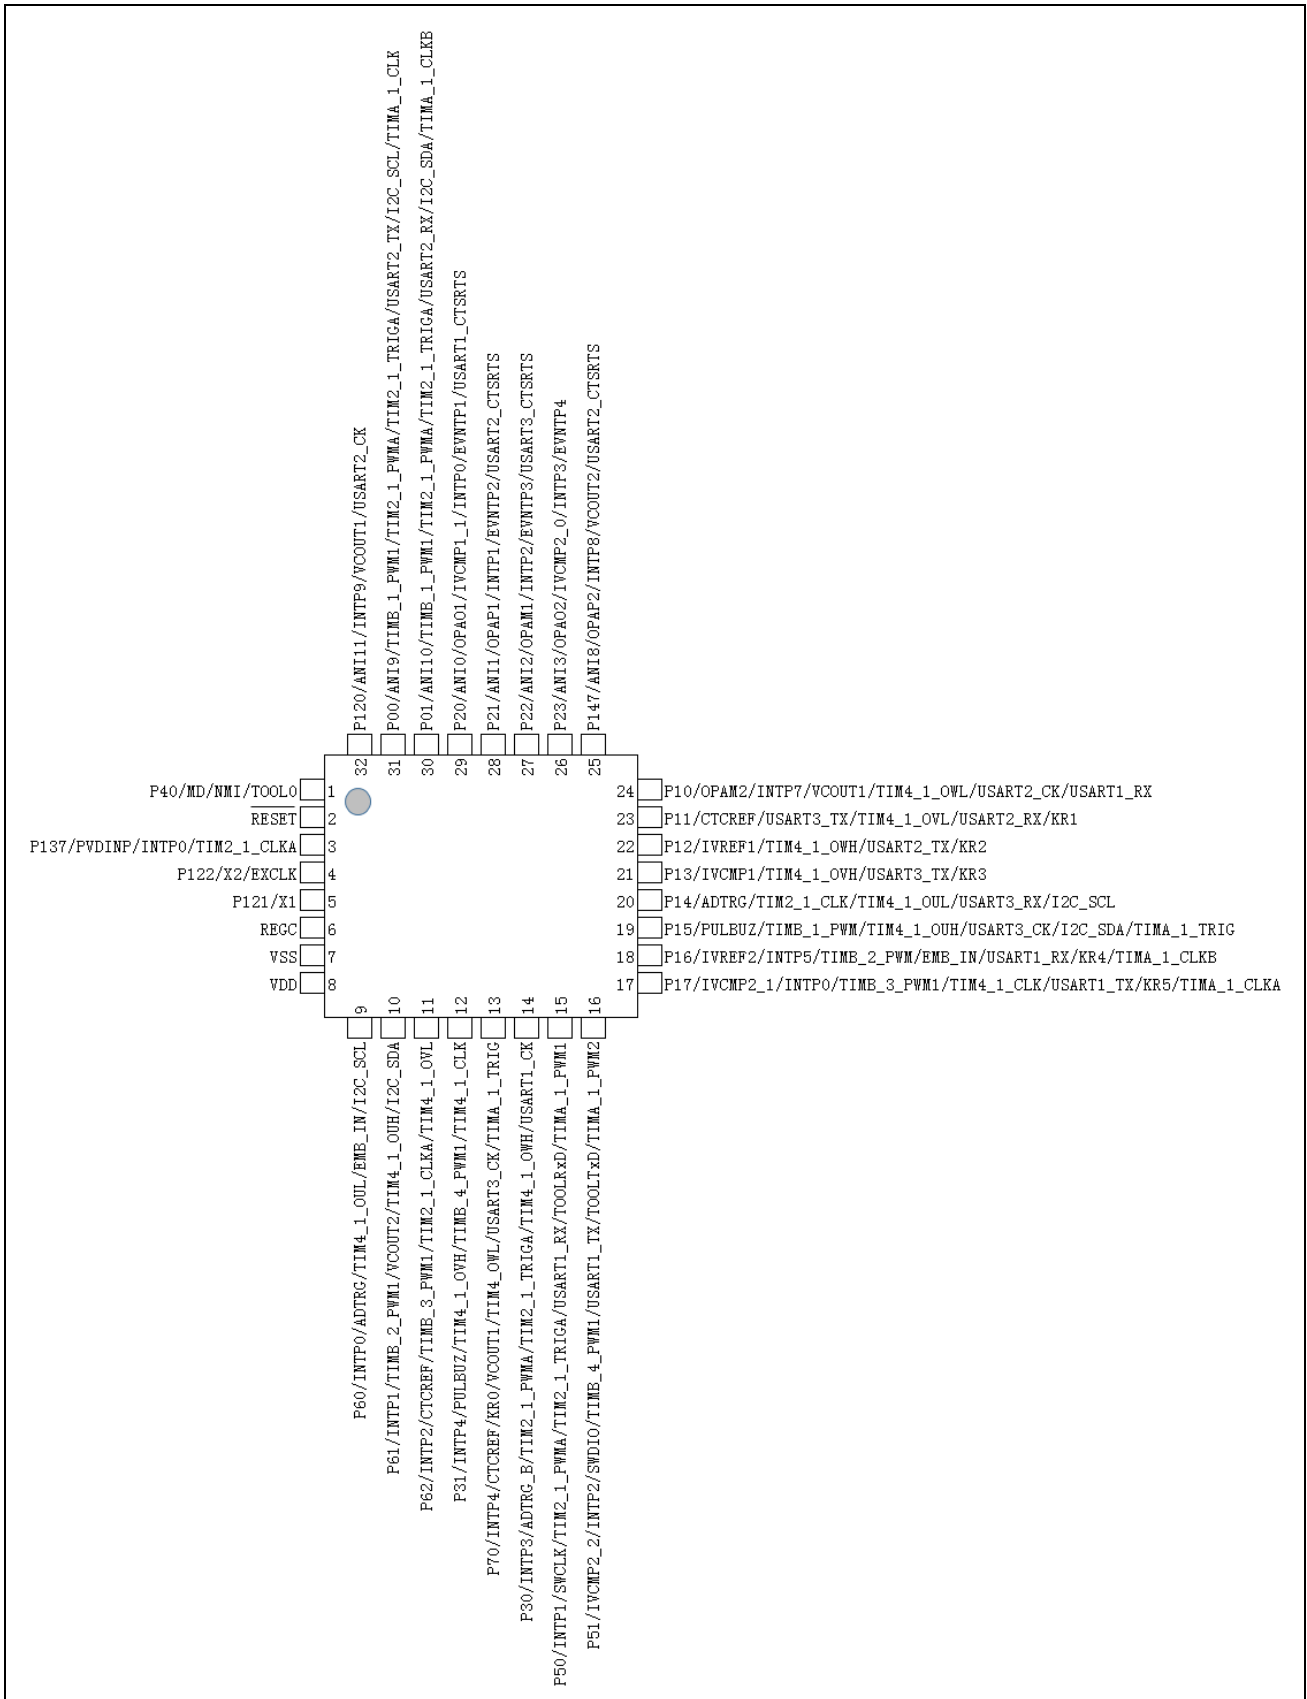 P120/ANI11/INTP9/VCOUT1/USART2_CK
P00/ANI9/TIMB_1_PWM1/TIM2_1_PWMA/TIM2_1_TRIGA/USART2_TX/I2C_SCL/TIMA_1_CLK
P01/ANI10/TIMB_1_PWM1/TIM2_1_PWMA/TIM2_1_TRIGA/USART2_RX/I2C_SDA/TIMA_1_CLKB
P20/ANI0/OPAO1/IVCMP1_1/INTP0/EVNTP1/USART1_CTSRTS
P21/ANI1/OPAP1/INTP1/EVNTP2/USART2_CTSRTS
P22/ANI2/OPAM1/INTP2/EVNTP3/USART3_CTSRTS
P23/ANI3/OPAO2/IVCMP2_0/INTP3/EVNTP4
P147/ANI8/OPAP2/INTP8/VCOUT2/USART2_CTSRTS
32
31
30
29
28
27
26
25
P40/MD/NMI/TOOL0 1
RESET 2
P137/PVDINP/INTP0/TIM2_1_CLKA 3
P122/X2/EXCLK 4
P121/X1 5
REGC 6
VSS 7
VDD 8
24 P10/OPAM2/INTP7/VCOUT1/TIM4_1_OWL/USART2_CK/USART1_RX
23 P11/CTCREF/USART3_TX/TIM4_1_OVL/USART2_RX/KR1
22 P12/IVREF1/TIM4_1_OWH/USART2_TX/KR2
21 P13/IVCMP1/TIM4_1_OVH/USART3_TX/KR3
20 P14/ADTRG/TIM2_1_CLK/TIM4_1_OUL/USART3_RX/I2C_SCL
19 P15/PULBUZ/TIMB_1_PWM/TIM4_1_OUH/USART3_CK/I2C_SDA/TIMA_1_TRIG
18 P16/IVREF2/INTP5/TIMB_2_PWM/EMB_IN/USART1_RX/KR4/TIMA_1_CLKB
17 P17/IVCMP2_1/INTP0/TIMB_3_PWM1/TIM4_1_CLK/USART1_TX/KR5/TIMA_1_CLKA
9
10
11
12
13
14
15
16
P60/INTP0/ADTRG/TIM4_1_OUL/EMB_IN/I2C_SCL
P61/INTP1/TIMB_2_PWM1/VCOUT2/TIM4_1_OUH/I2C_SDA
P62/INTP2/CTCREF/TIMB_3_PWM1/TIM2_1_CLKA/TIM4_1_OVL
P31/INTP4/PULBUZ/TIM4_1_OVH/TIMB_4_PWM1/TIM4_1_CLK
P70/INTP4/CTCREF/KR0/VCOUT1/TIM4_OWL/USART3_CK/TIMA_1_TRIG
P30/INTP3/ADTRG_B/TIM2_1_PWMA/TIM2_1_TRIGA/TIM4_1_OWH/USART1_CK
P50/INTP1/SWCLK/TIM2_1_PWMA/TIM2_1_TRIGA/USART1_RX/TOOLRxD/TIMA_1_PWM1
P51/IVCMP2_2/INTP2/SWDIO/TIMB_4_PWM1/USART1_TX/TOOLTxD/TIMA_1_PWM2